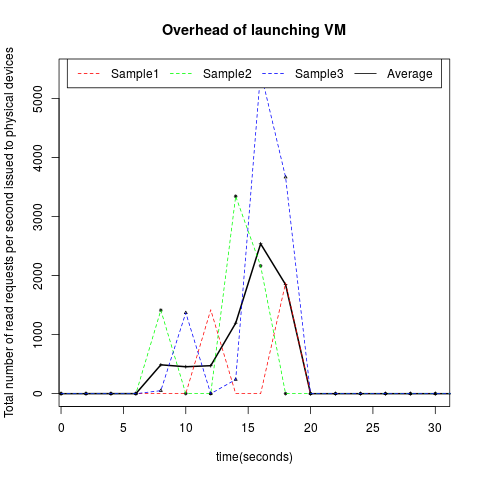 Overhead of launching VM
Sample1 Sample2 Sample3 Average
Total number of read requests per second issued to physical devices
5000
4000
3000
2000
1000
0
0 5 10 15 20 25 30
time(seconds)